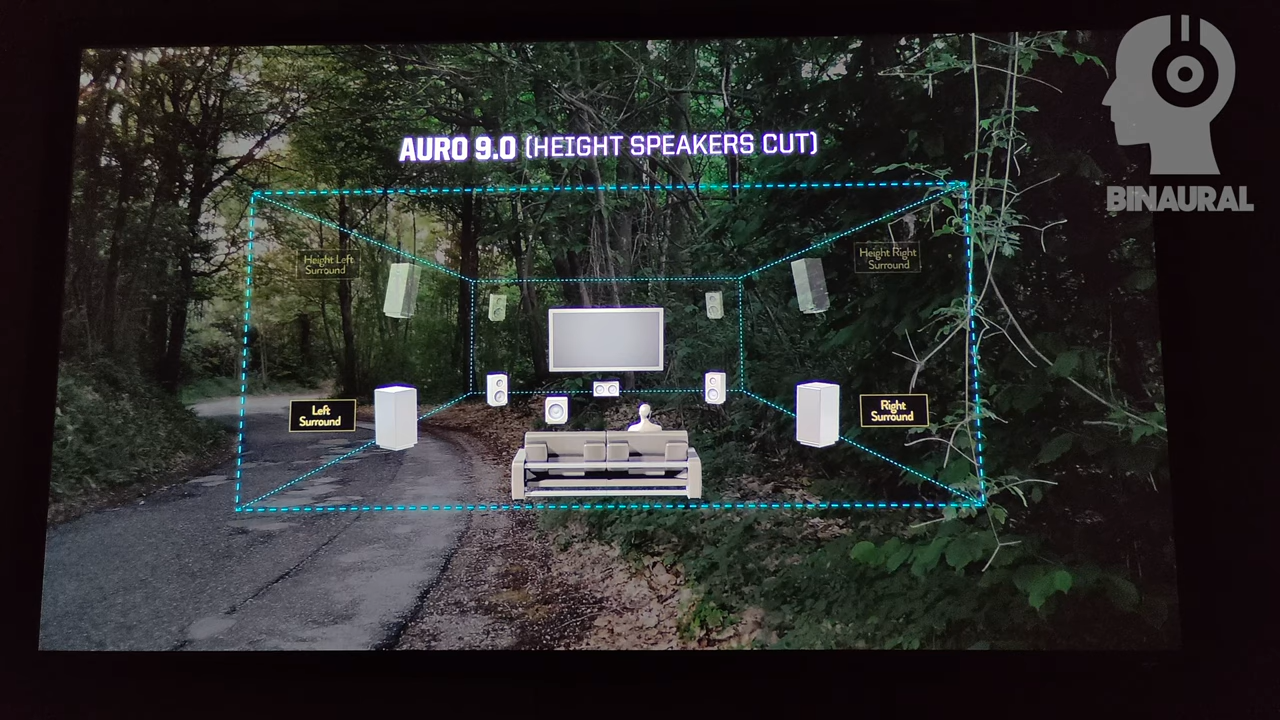 BINAURAL
AURO 9.0 (HEIGHT SPEAKERS CUT)
Height Left
Surround
Height Right
Surround
Left
Surround
Right
Surround